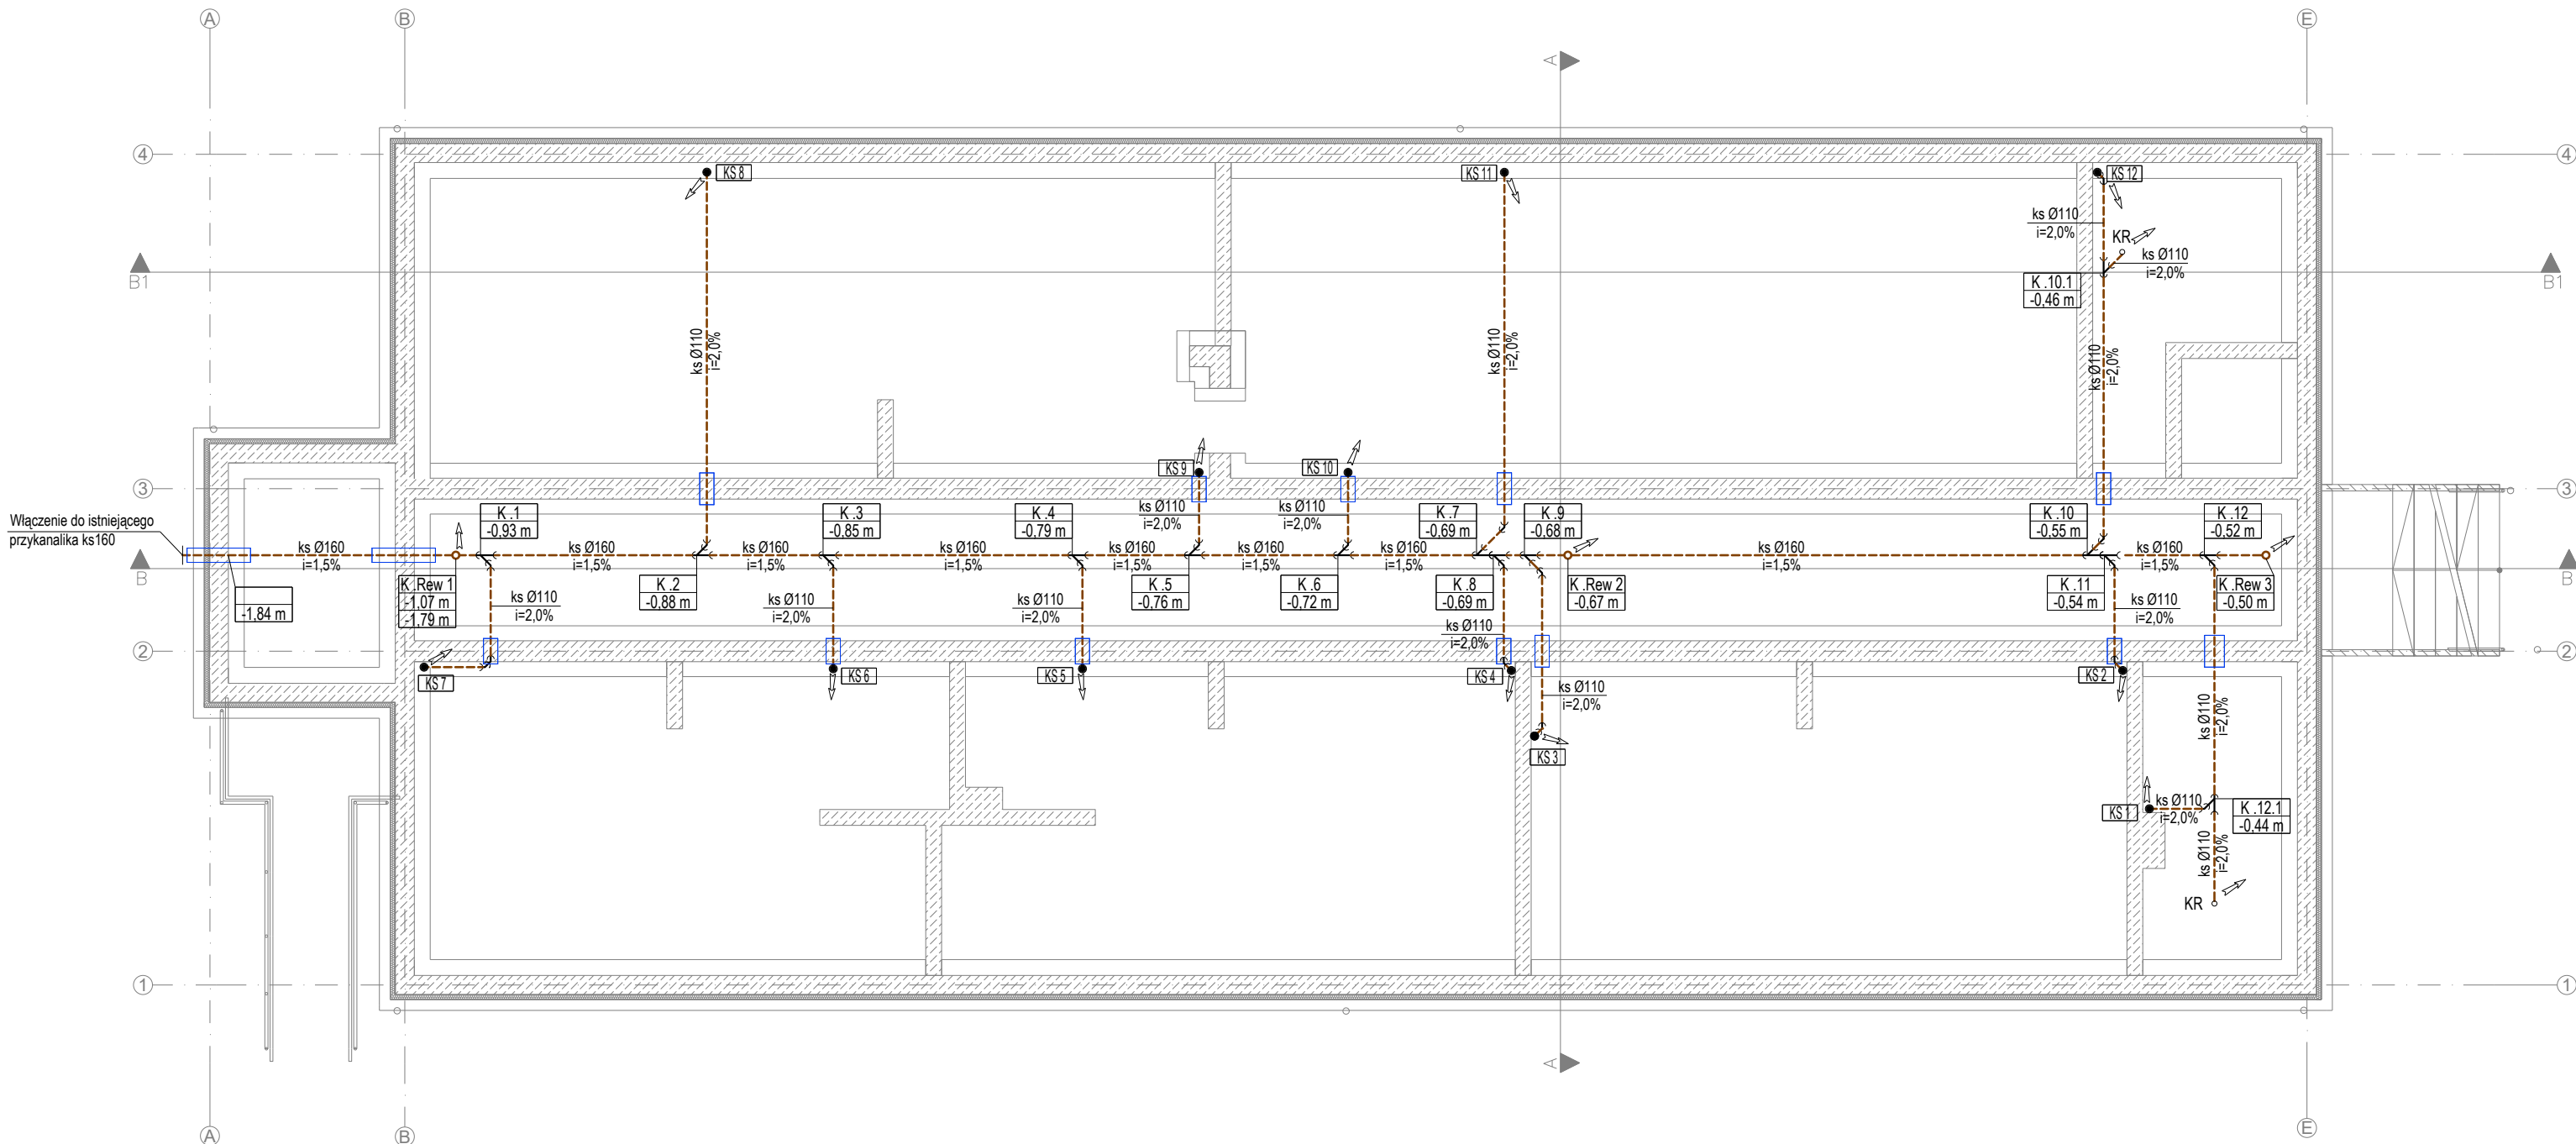 A
B
E
A
4
4
KS 8
KS 11
KS 12
ks Ø110
i=2,0%
KR
ks Ø110
i=2,0%
B1
B1
K .10.1
-0,46 m
ks Ø110
i=2,0%
ks Ø110
i=2,0%
ks Ø110
i=2,0%
KS 9
KS 10
3
3
Włączenie do istniejącego
przykanalika ks160
K .1
-0,93 m
K .3
-0,85 m
K .4
-0,79 m
ks Ø110
i=2,0%
ks Ø110
i=2,0%
K .7
-0,69 m
K .9
-0,68 m
K .10
-0,55 m
K .12
-0,52 m
ks Ø160
i=1,5%
ks Ø160
i=1,5%
ks Ø160
i=1,5%
ks Ø160
i=1,5%
ks Ø160
i=1,5%
ks Ø160
i=1,5%
ks Ø160
i=1,5%
ks Ø160
i=1,5%
ks Ø160
i=1,5%
B
B
-1,84 m
K .Rew 1
-1,07 m
-1,79 m
ks Ø110
i=2,0%
K .2
-0,88 m
ks Ø110
i=2,0%
ks Ø110
i=2,0%
K .5
-0,76 m
K .6
-0,72 m
K .8
-0,69 m
K .Rew 2
-0,67 m
K .11
-0,54 m
ks Ø110
i=2,0%
K .Rew 3
-0,50 m
ks Ø110
i=2,0%
2
2
KS 7
KS 6
KS 5
KS 4
KS 2
ks Ø110
i=2,0%
ks Ø110
i=2,0%
KS 3
KS 1
ks Ø110
i=2,0%
K .12.1
-0,44 m
ks Ø110
i=2,0%
KR
1
1
A
A
B
E